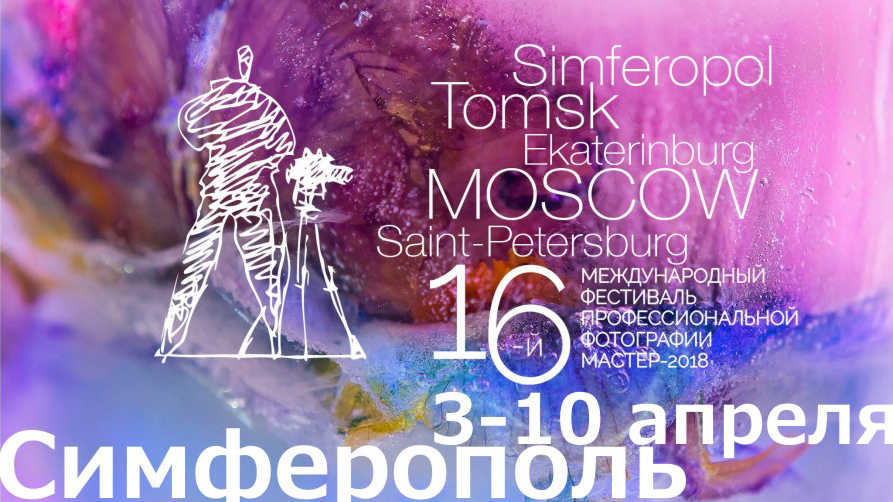 Simferopol
Tomsk
Ekaterinburg
MOSCOW
Saint-Petersburg
16-й
МЕЖДУНАРОДНЫЙ
ФЕСТИВАЛЬ
ПРОФЕССИОНАЛЬНОЙ
ФОТОГРАФИИ
МАСТЕР-2018
3-10 апреля
Симферополь